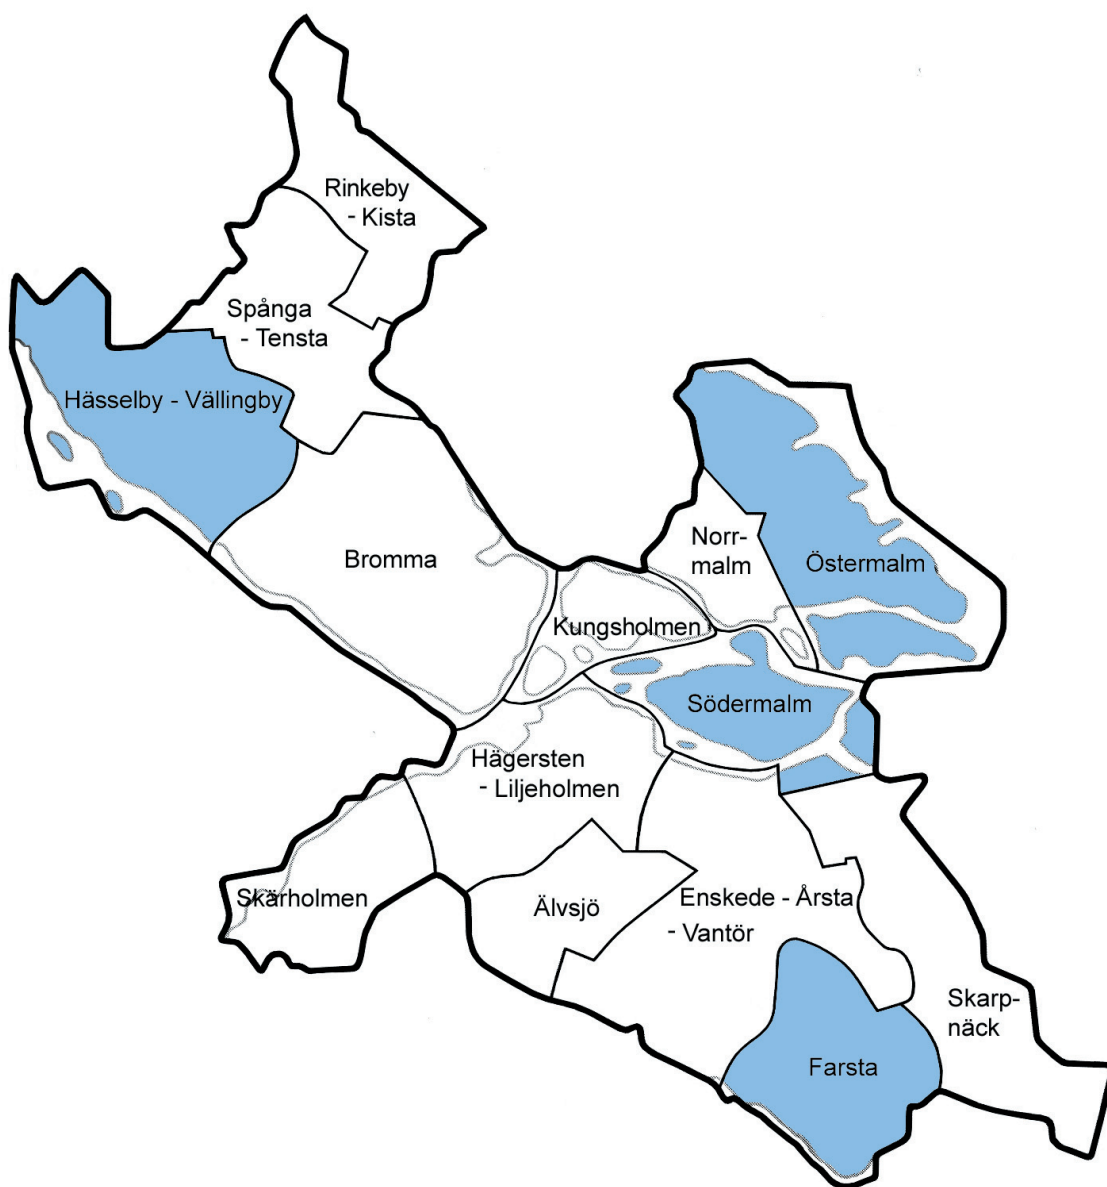 Rinkeby
- Kista
Spånga
- Tensta
Hässelby - Vällingby
Bromma
Norr-
malm
Östermalm
Kungsholmen
Södermalm
Hägersten
- Liljeholmen
Skärholmen
Älvsjö
Enskede - Årsta
- Vantör
Skarp-
näck
Farsta